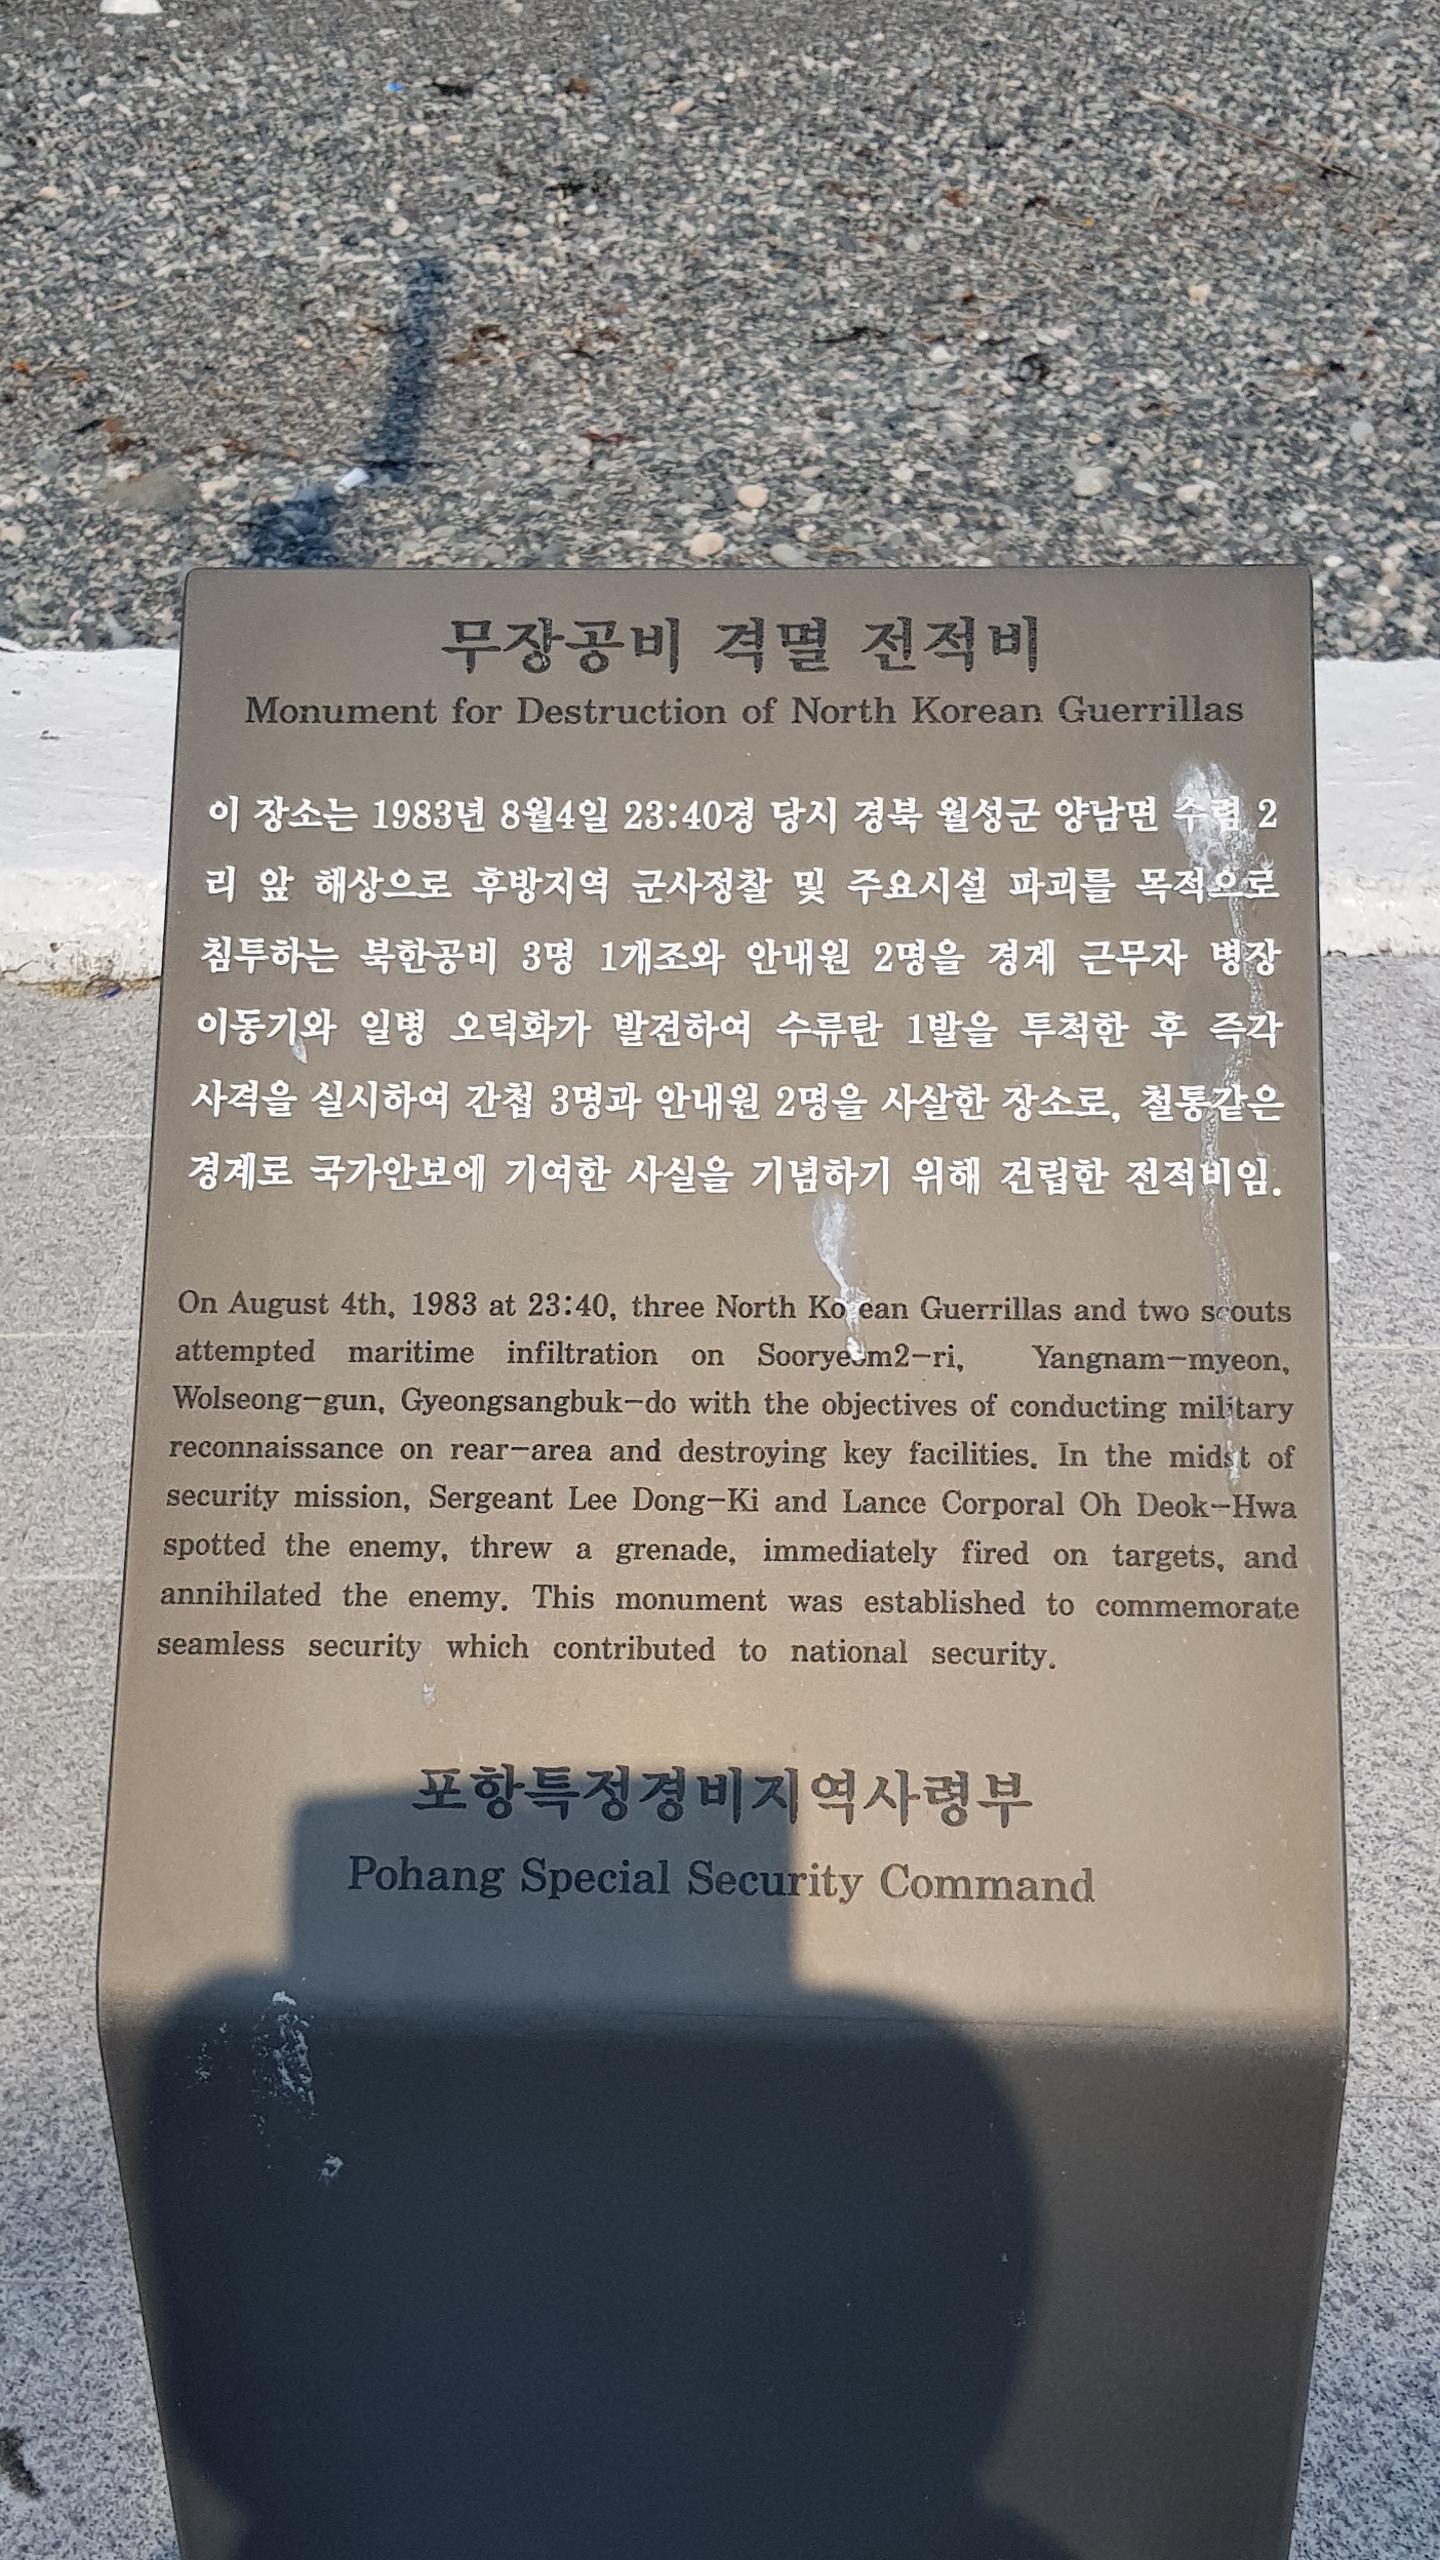 무장공비 격멸 전적비
Monument for Destruction of North Korean Guerrillas
이 장소는 1983년 8월4일 23:40경 당시 경북 월성군 양남면 수렴 2
리 앞 해상으로 후방지역 군사정찰 및 주요시설 파괴를 목적으로
침투하는 북한공비 3명 1개조와 안내원 2명을 경계 근무자 병장
이동기와 일병 오덕화가 발견하여 수류탄 1발을 투척한 후 즉각
사격을 실시하여 간첩 3명과 안내원 2명을 사살한 장소로, 철통같은
경계로 국가안보에 기여한 사실을 기념하기 위해 건립한 전적비임.
On August 4th, 1983 at 23:40, three North Korean Guerrillas and two scouts
attempted maritime infiltration on Sooryeom2-ri, Yangnam-myeon,
Wolseong-gun, Gyeongsangbuk-do with the objectives of conducting military
reconnaissance on rear-area and destroying key facilities. In the midst of
security mission, Sergeant Lee Dong-Ki and Lance Corporal Oh Deok-Hwa
spotted the enemy, threw a grenade, immediately fired on targets, and
annihilated the enemy. This monument was established to commemorate
seamless security which contributed to national security.
포항특정경비지역사령부
Pohang Special Security Command